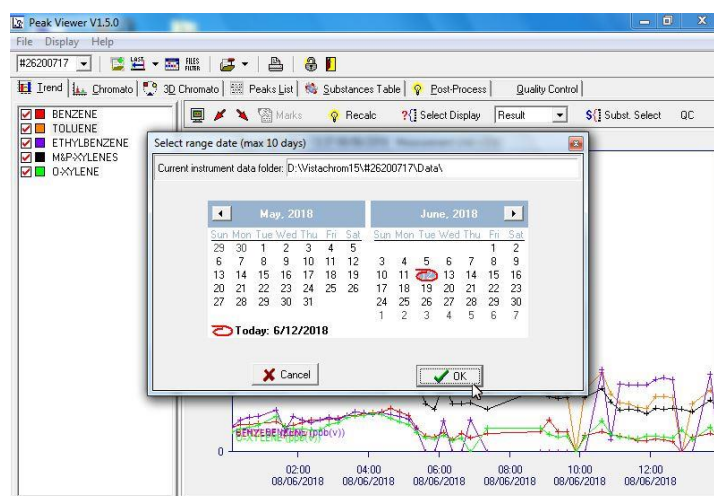 Peak Viewer V1.5.0
File Display Help
#26200717 LAST FILES FILTER
Trend Chromato 3D Chromato Peaks List Substances Table Post-Process Quality Control
Marks Recalc ?{] Select Display Result $(] Subst. Select QC
BENZENE
TOLUENE
ETHYLBENZENE
M&P-XYLENES
O-XYLENE
Select range date (max 10 days)
Current instrument data folder: D:\Vistachrom15\#26200717\Data\
May, 2018 June, 2018
Sun Mon Tue Wed Thu Fri Sat Sun Mon Tue Wed Thu Fri Sat
29 30 1 2 3 4 5 1 2
6 7 8 9 10 11 12 3 4 5 6 7 8 9
13 14 15 16 17 18 19 10 11 12 13 14 15 16
20 21 22 23 24 25 26 17 18 19 20 21 22 23
27 28 29 30 31 24 25 26 27 28 29 30
1 2 3 4 5 6 7
Today: 6/12/2018
Cancel OK
0
02:00 04:00 06:00 08:00 10:00 12:00
08/06/2018 08/06/2018 08/06/2018 08/06/2018 08/06/2018 08/06/2018